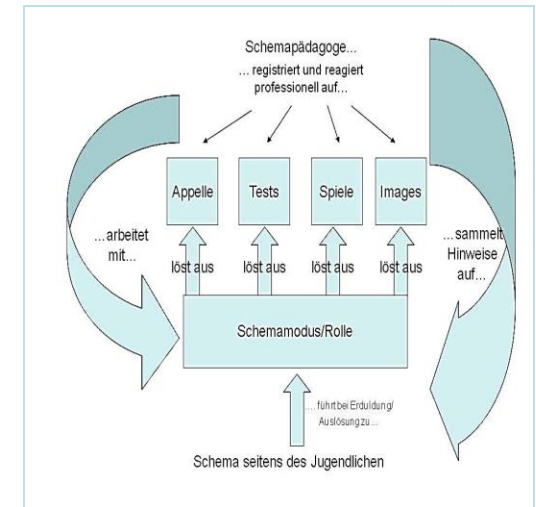 Schemapädagoge…
… registriert und reagiert
professionell auf…
Appelle
Tests
Spiele
Images
…arbeitet
mit…
…sammelt
Hinweise
auf…
löst aus
löst aus
löst aus
löst aus
Schemamodus/Rolle
… führt bei Erduldung/
Auslösung zu…
Schema seitens des Jugendlichen